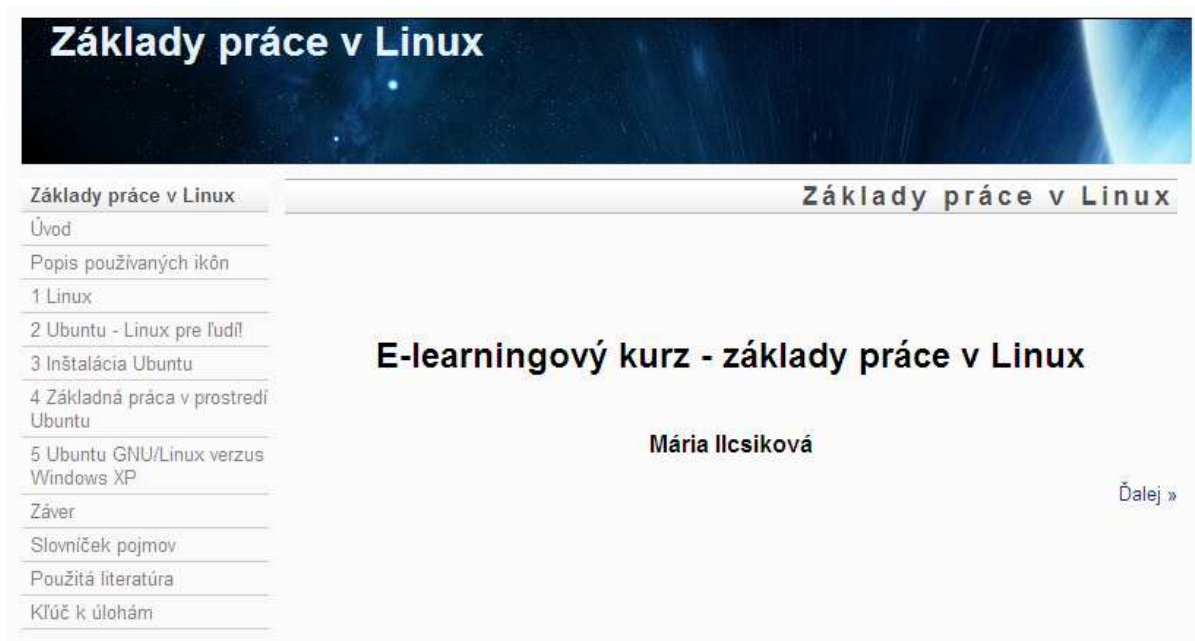 Základy práce v Linux
Základy práce v Linux
Úvod
Popis používaných ikôn
1 Linux
2 Ubuntu - Linux pre ľudí!
3 Inštalácia Ubuntu
4 Základná práca v prostredí
Ubuntu
5 Ubuntu GNU/Linux verzus
Windows XP
Záver
Slovníček pojmov
Použitá literatúra
Kľúč k úlohám
Základy práce v Linux
E-learningový kurz - základy práce v Linux
Mária Ilcsiková
Ďalej »